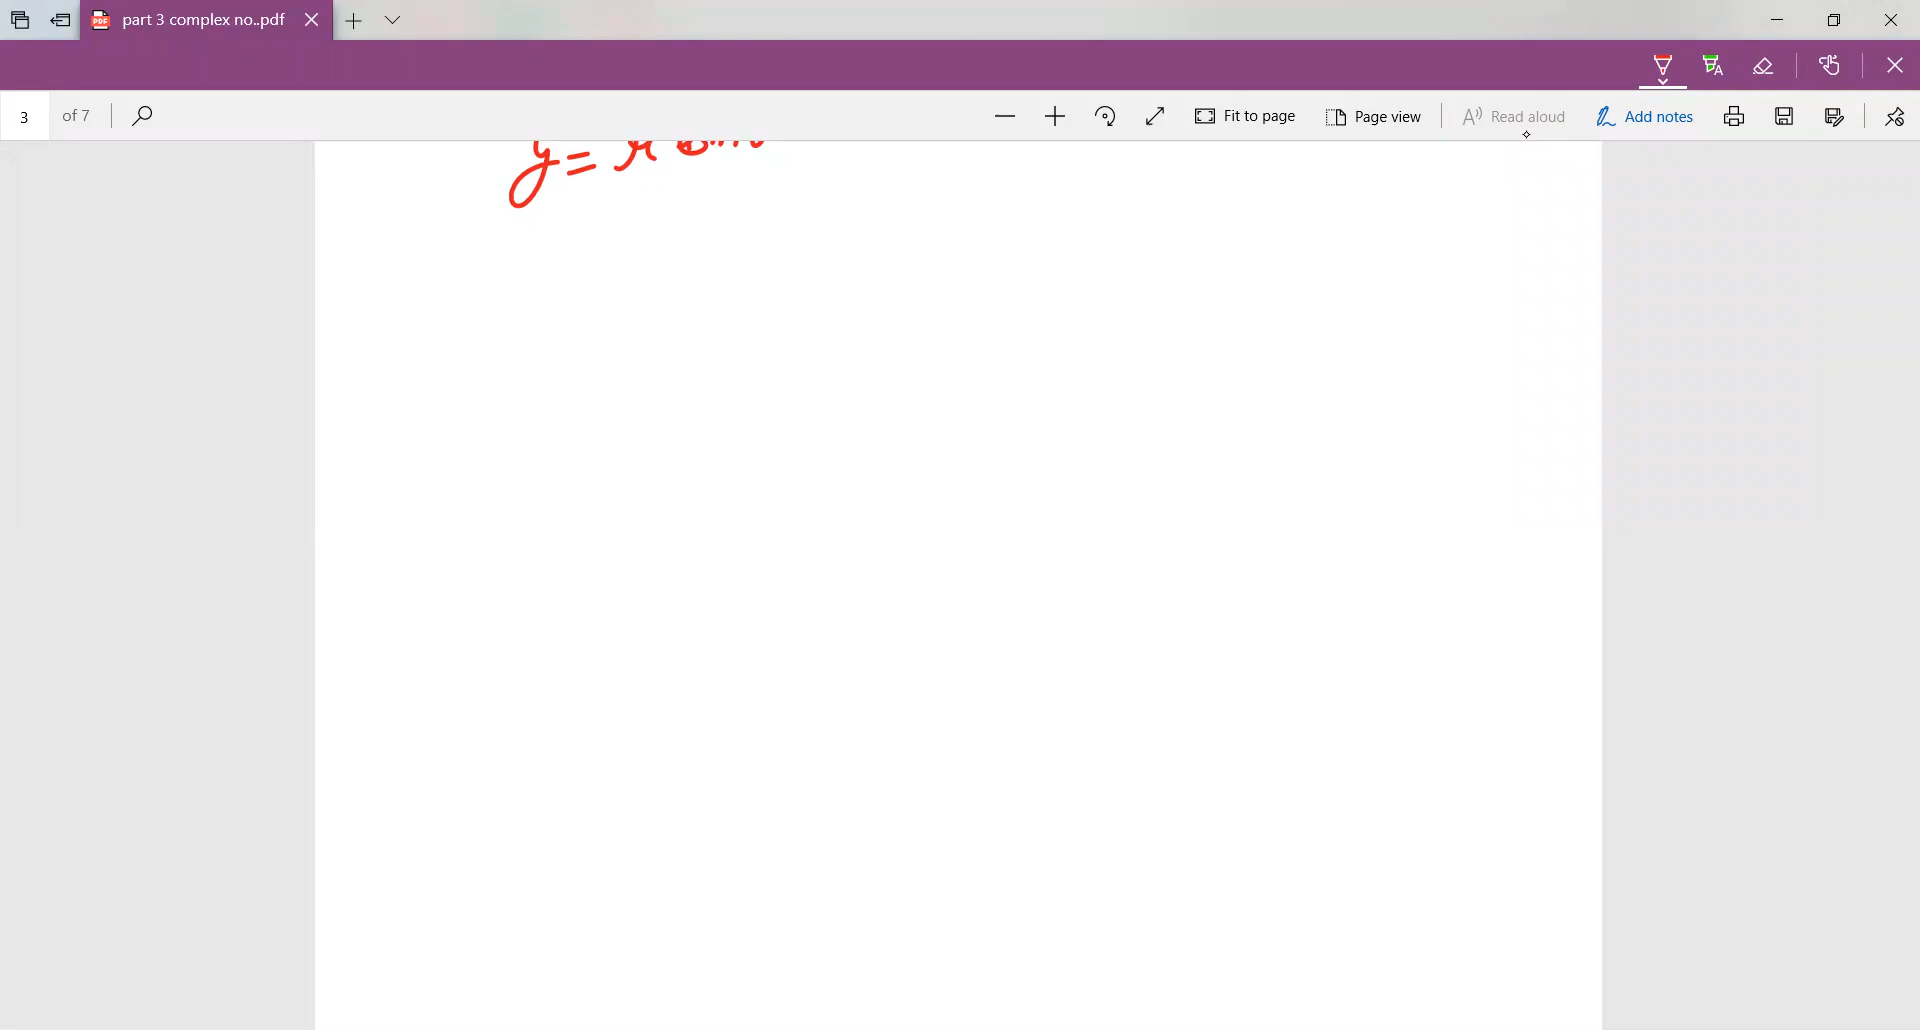 part 3 complex no..pdf
3 of 7
Fit to page
Page view
Read aloud
Add notes
y = r